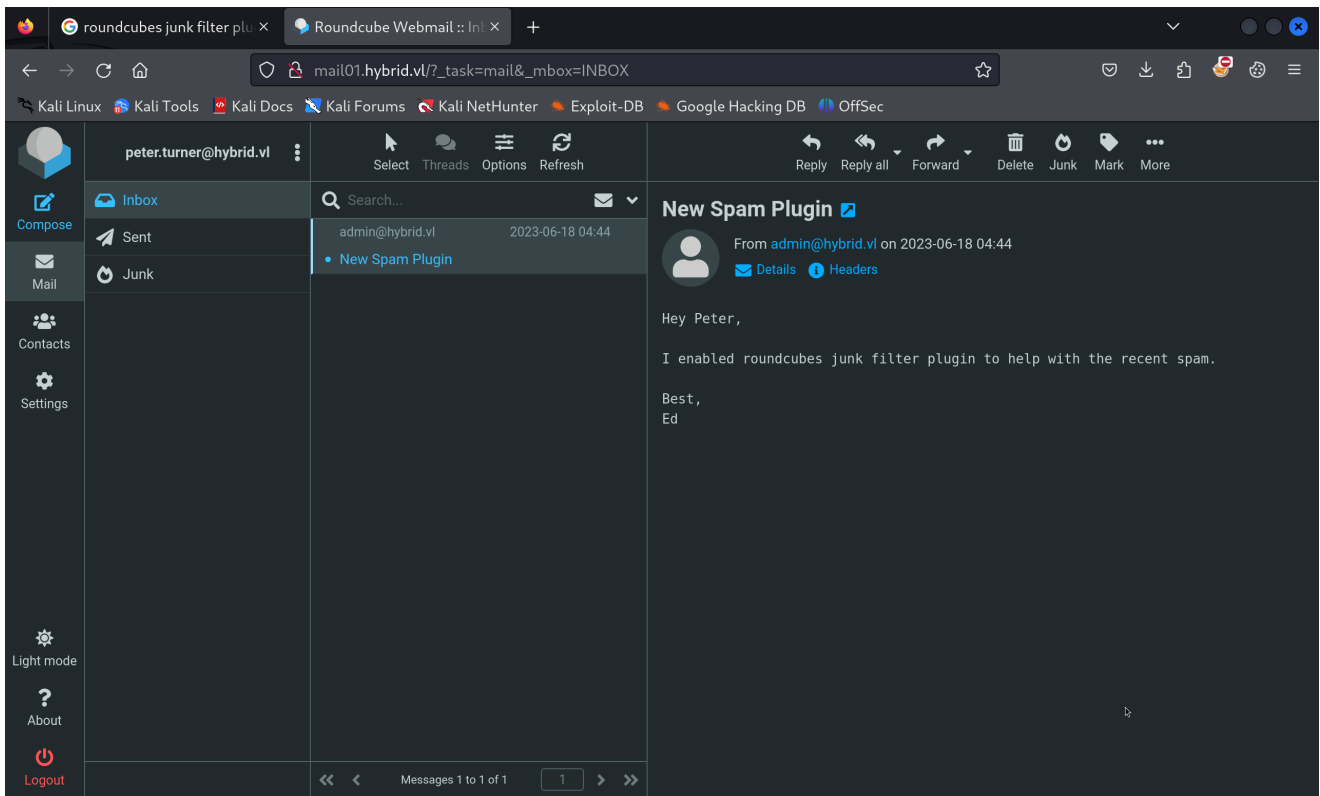 roundcubes junk filter plu
Roundcube Webmail :: Inb
mail01.hybrid.vl/?_task=mail&_mbox=INBOX
Kali Linux Kali Tools Kali Docs Kali Forums Kali NetHunter Exploit-DB Google Hacking DB OffSec
peter.turner@hybrid.vl
Select Threads Options Refresh
Reply Reply all Forward Delete Junk Mark More
Compose
Mail
Contacts
Settings
Light mode
About
Logout
Inbox
Sent
Junk
Search...
admin@hybrid.vl 2023-06-18 04:44
New Spam Plugin
Messages 1 to 1 of 1 1
New Spam Plugin
From admin@hybrid.vl on 2023-06-18 04:44
Details Headers
Hey Peter,
I enabled roundcubes junk filter plugin to help with the recent spam.
Best,
Ed